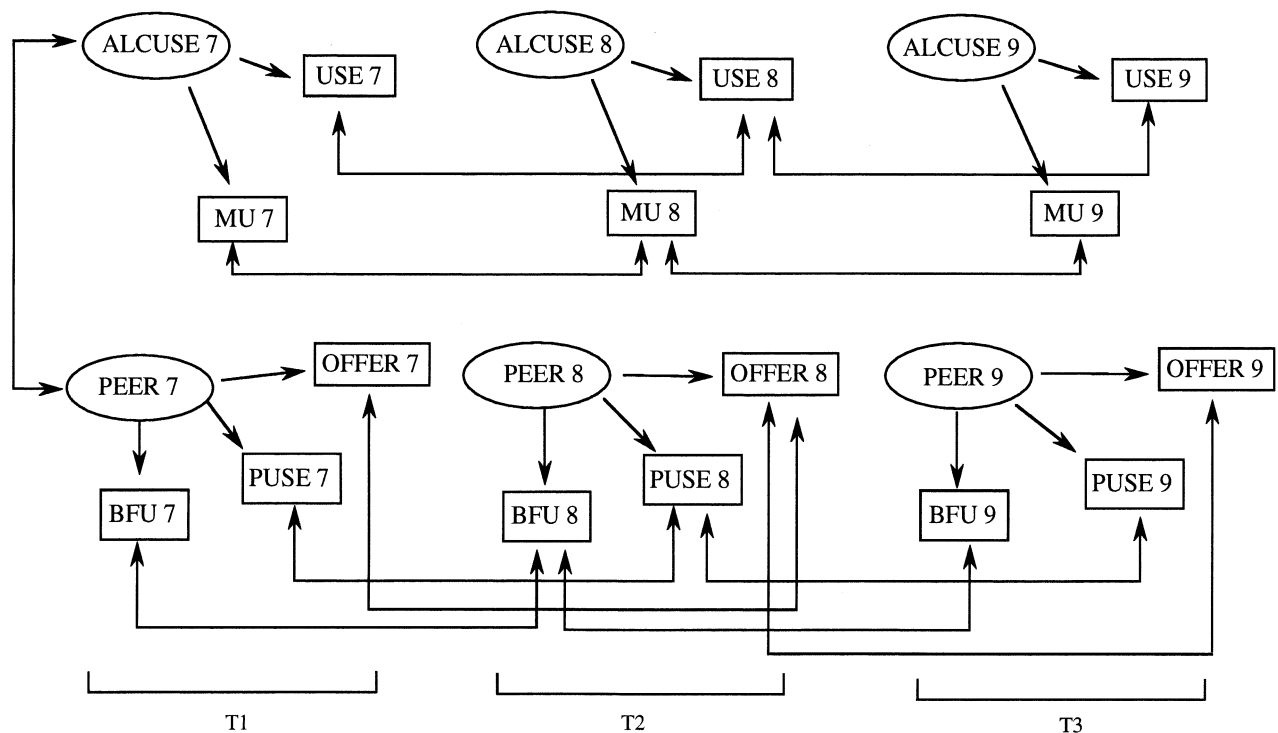 ALCUSE 7
ALCUSE 8
ALCUSE 9
USE 7
USE 8
USE 9
MU 7
MU 8
MU 9
PEER 7
OFFER 7
PEER 8
OFFER 8
PEER 9
OFFER 9
PUSE 7
PUSE 8
PUSE 9
BFU 7
BFU 8
BFU 9
T1
T2
T3